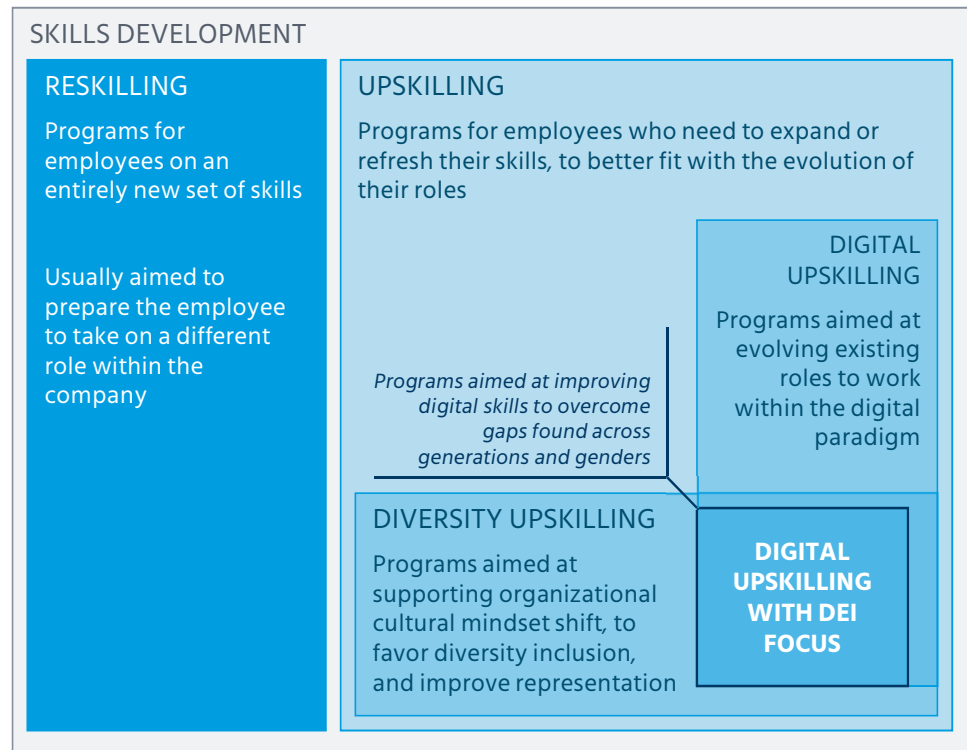 SKILLS DEVELOPMENT
RESKILLING
Programs for
employees on an
entirely new set of skills
Usually aimed to
prepare the employee
to take on a different
role within the
company
UPSKILLING
Programs for employees who need to expand or
refresh their skills, to better fit with the evolution of
their roles
DIGITAL
UPSKILLING
Programs aimed at
evolving existing
roles to work
within the digital
paradigm
Programs aimed at improving
digital skills to overcome
gaps found across
generations and genders
DIVERSITY UPSKILLING
Programs aimed at
supporting organizational
cultural mindset shift, to
favor diversity inclusion,
and improve representation
DIGITAL
UPSKILLING
WITH DEI
FOCUS